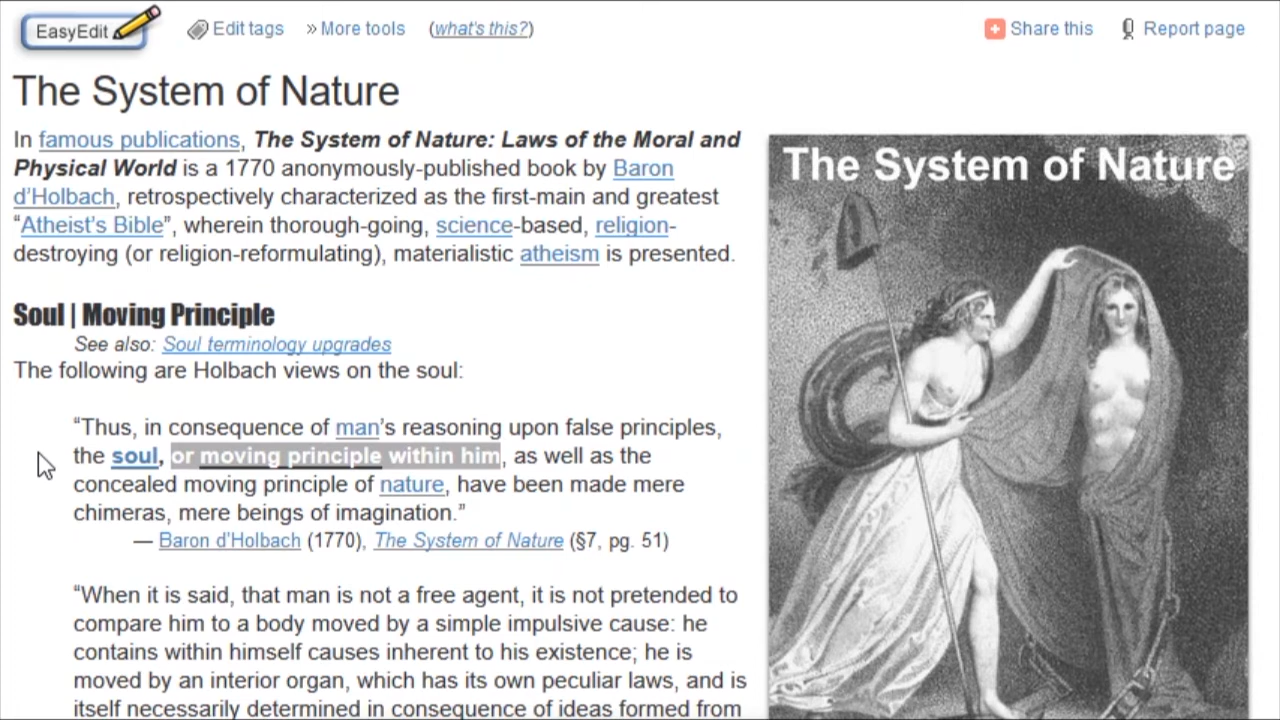 EasyEdit Edit tags » More tools (what's this?) Share this Report page
The System of Nature
In famous publications, The System of Nature: Laws of the Moral and
Physical World is a 1770 anonymously-published book by Baron
d'Holbach, retrospectively characterized as the first-main and greatest
“Atheist's Bible”, wherein thorough-going, science-based, religion-
destroying (or religion-reformulating), materialistic atheism is presented.
Soul | Moving Principle
See also: Soul terminology upgrades
The following are Holbach views on the soul:
“Thus, in consequence of man's reasoning upon false principles,
the soul, or moving principle within him, as well as the
concealed moving principle of nature, have been made mere
chimeras, mere beings of imagination.”
— Baron d'Holbach (1770), The System of Nature (§7, pg. 51)
“When it is said, that man is not a free agent, it is not pretended to
compare him to a body moved by a simple impulsive cause: he
contains within himself causes inherent to his existence; he is
moved by an interior organ, which has its own peculiar laws, and is
itself necessarily determined in consequence of ideas formed from
The System of Nature